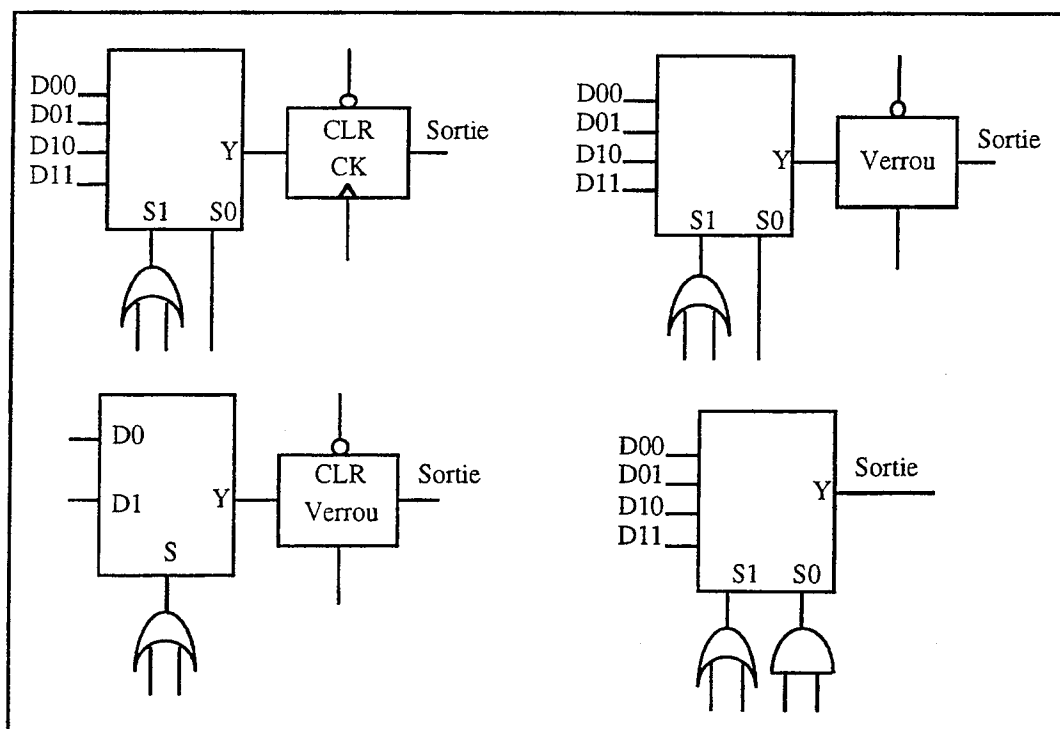 D00
D01
D10
D11
Y
S1 S0
CLR
CK
Sortie
D00
D01
D10
D11
Y
S1 S0
Verrou
Sortie
D0
D1
Y
S
CLR
Verrou
Sortie
D00
D01
D10
D11
Y
S1 S0
Sortie